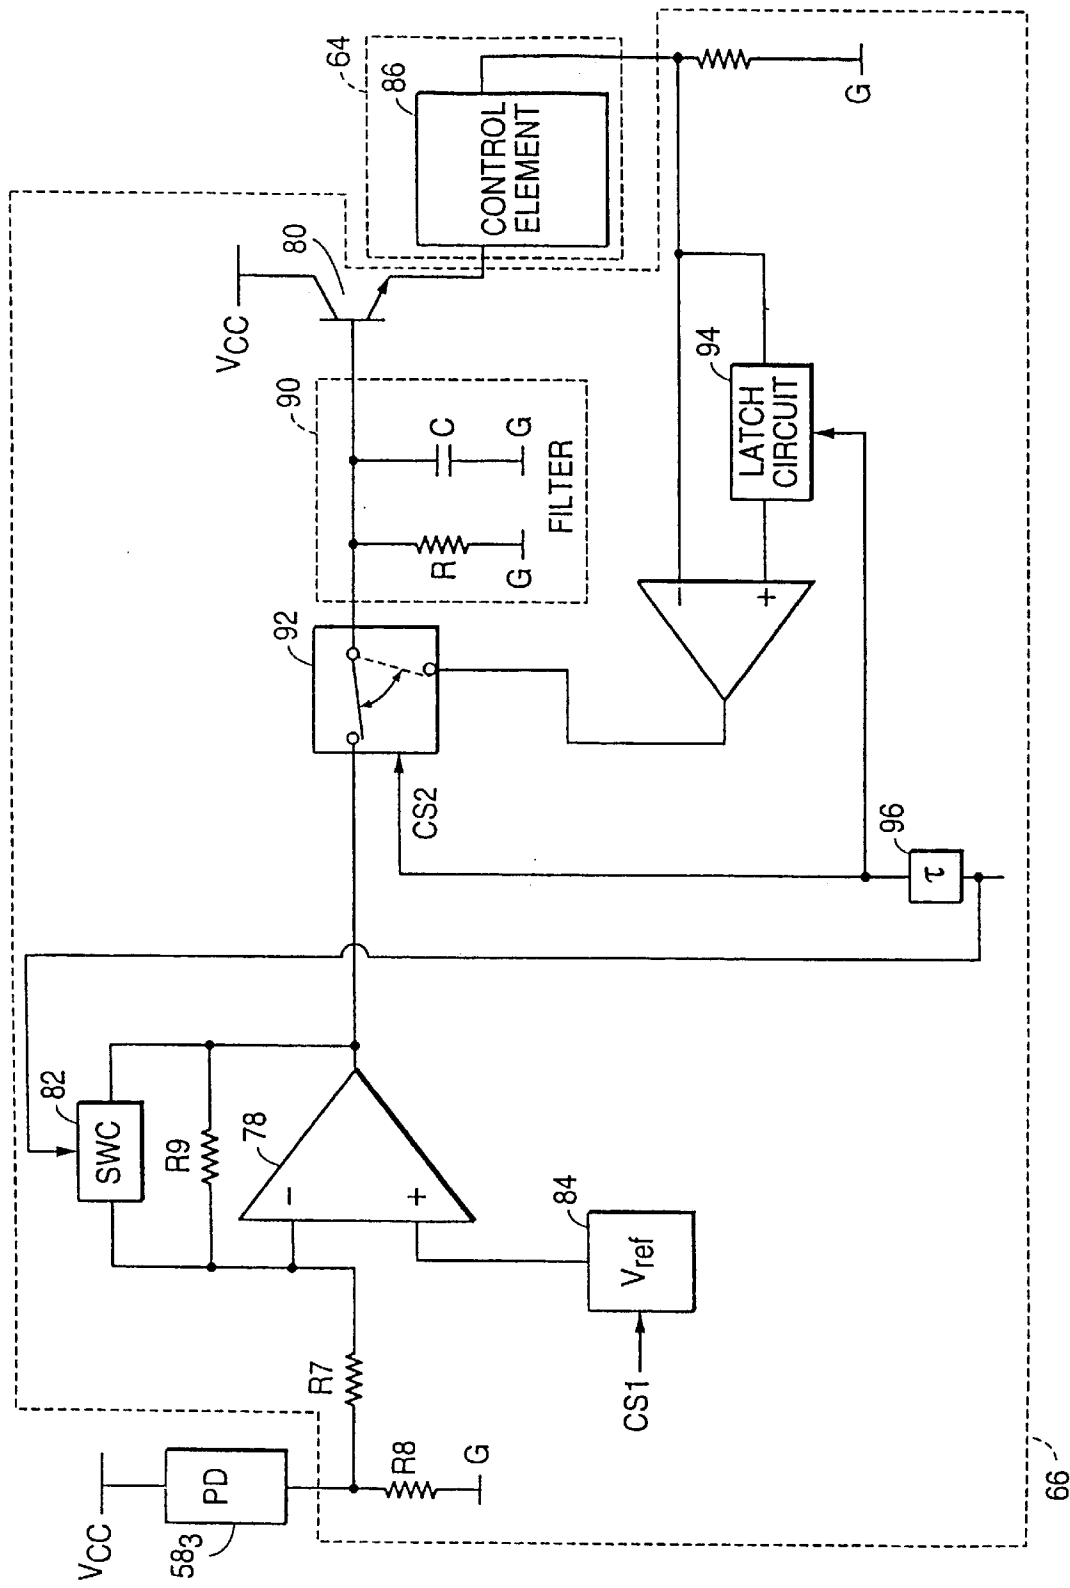 VCC
PD
58₃
R8
G
R7
SWC
82
R9
78
−
+
Vref
84
CS1
CS2
92
90
R
G
C
G
FILTER
VCC
80
64
86
CONTROL
ELEMENT
G
94
LATCH
CIRCUIT
−
+
96
τ
66